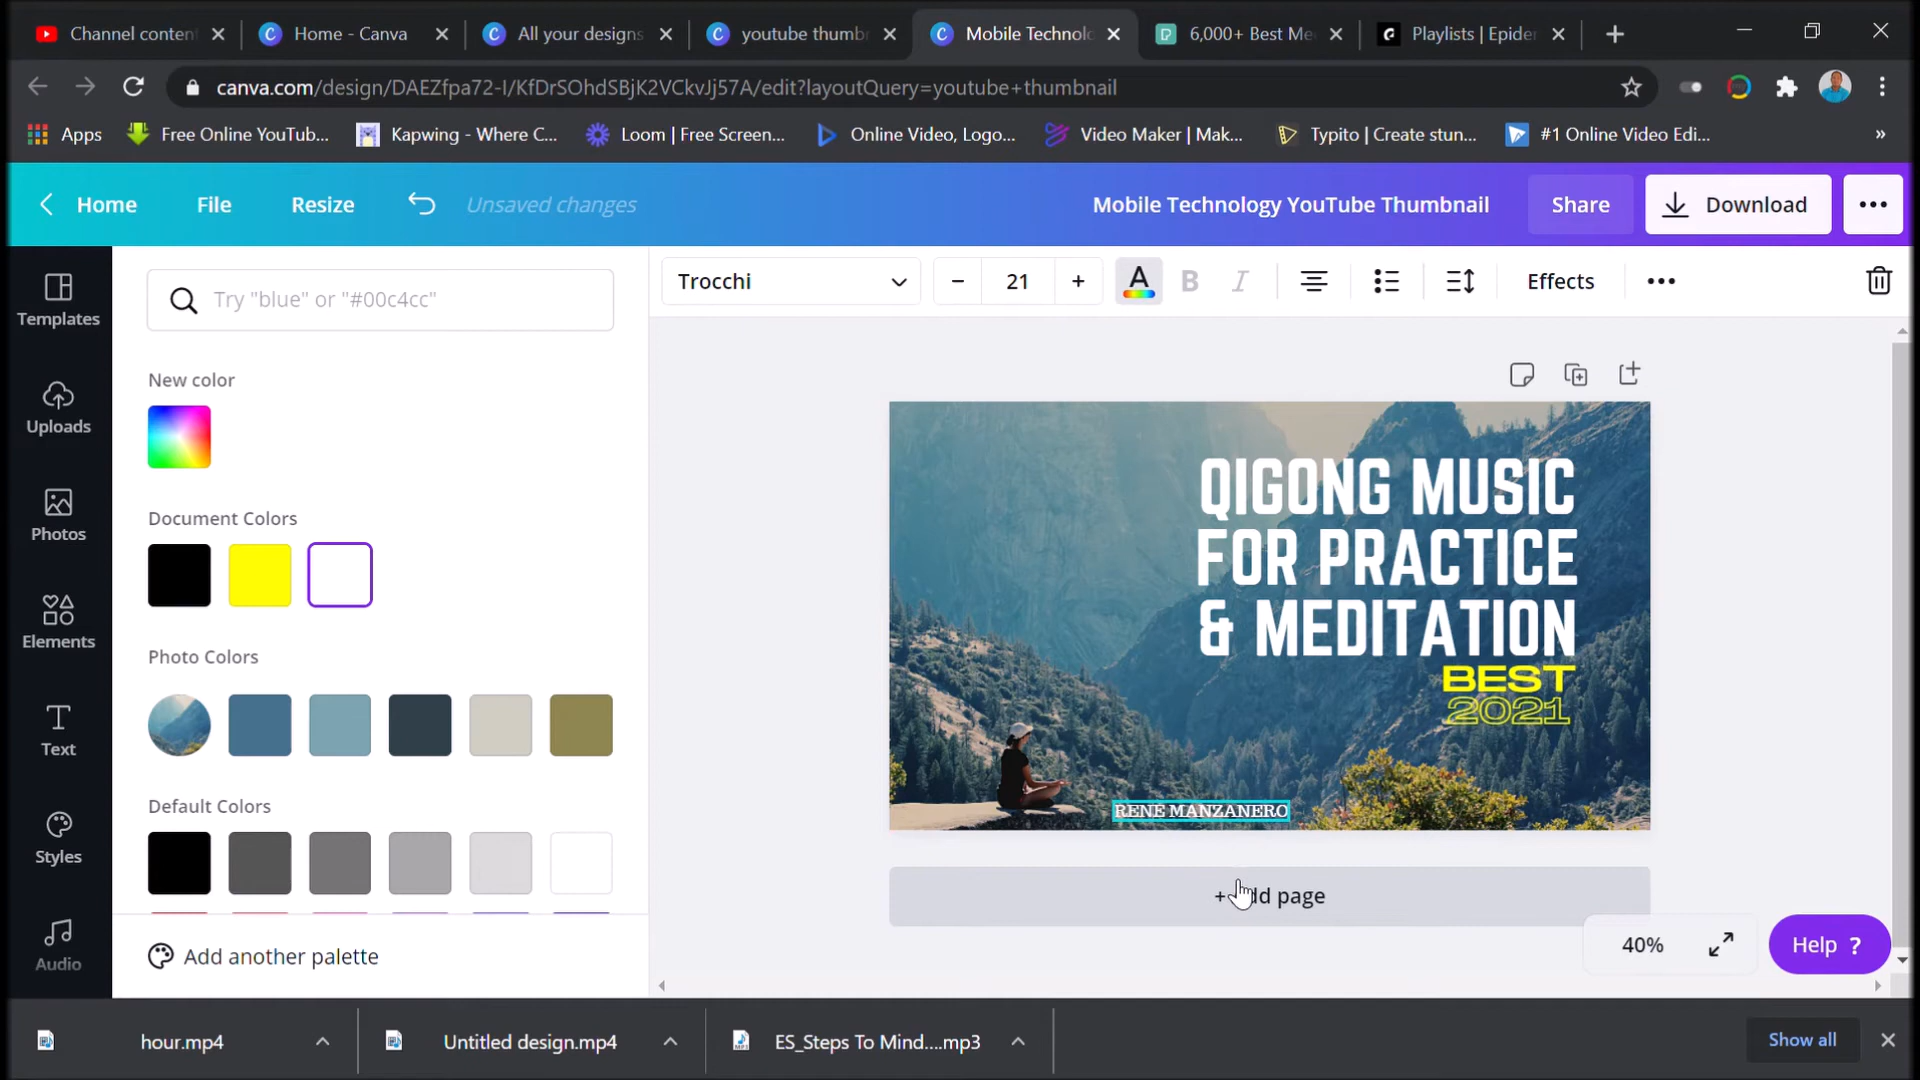 Channel conten
Home - Canva
All your designs
youtube thumb
Mobile Technolo
6,000+ Best Me
Playlists | Epider
canva.com/design/DAEZfpa72-I/KfDrSOhdSBjK2VCkvJj57A/edit?layoutQuery=youtube+thumbnail
Apps
Free Online YouTub...
Kapwing - Where C...
Loom | Free Screen...
Online Video, Logo...
Video Maker | Mak...
Typito | Create stun...
#1 Online Video Edi...
»
Home
File
Resize
Unsaved changes
Mobile Technology YouTube Thumbnail
Share
Download
Templates
Uploads
Photos
Elements
Text
Styles
Audio
Try "blue" or "#00c4cc"
New color
Document Colors
Photo Colors
Default Colors
Add another palette
Trocchi
− 21 +
A B I
Effects
QIGONG MUSIC
FOR PRACTICE
& MEDITATION
BEST
2021
RENE MANZANERO
+ Add page
40%
Help ?
hour.mp4
Untitled design.mp4
ES_Steps To Mind....mp3
Show all